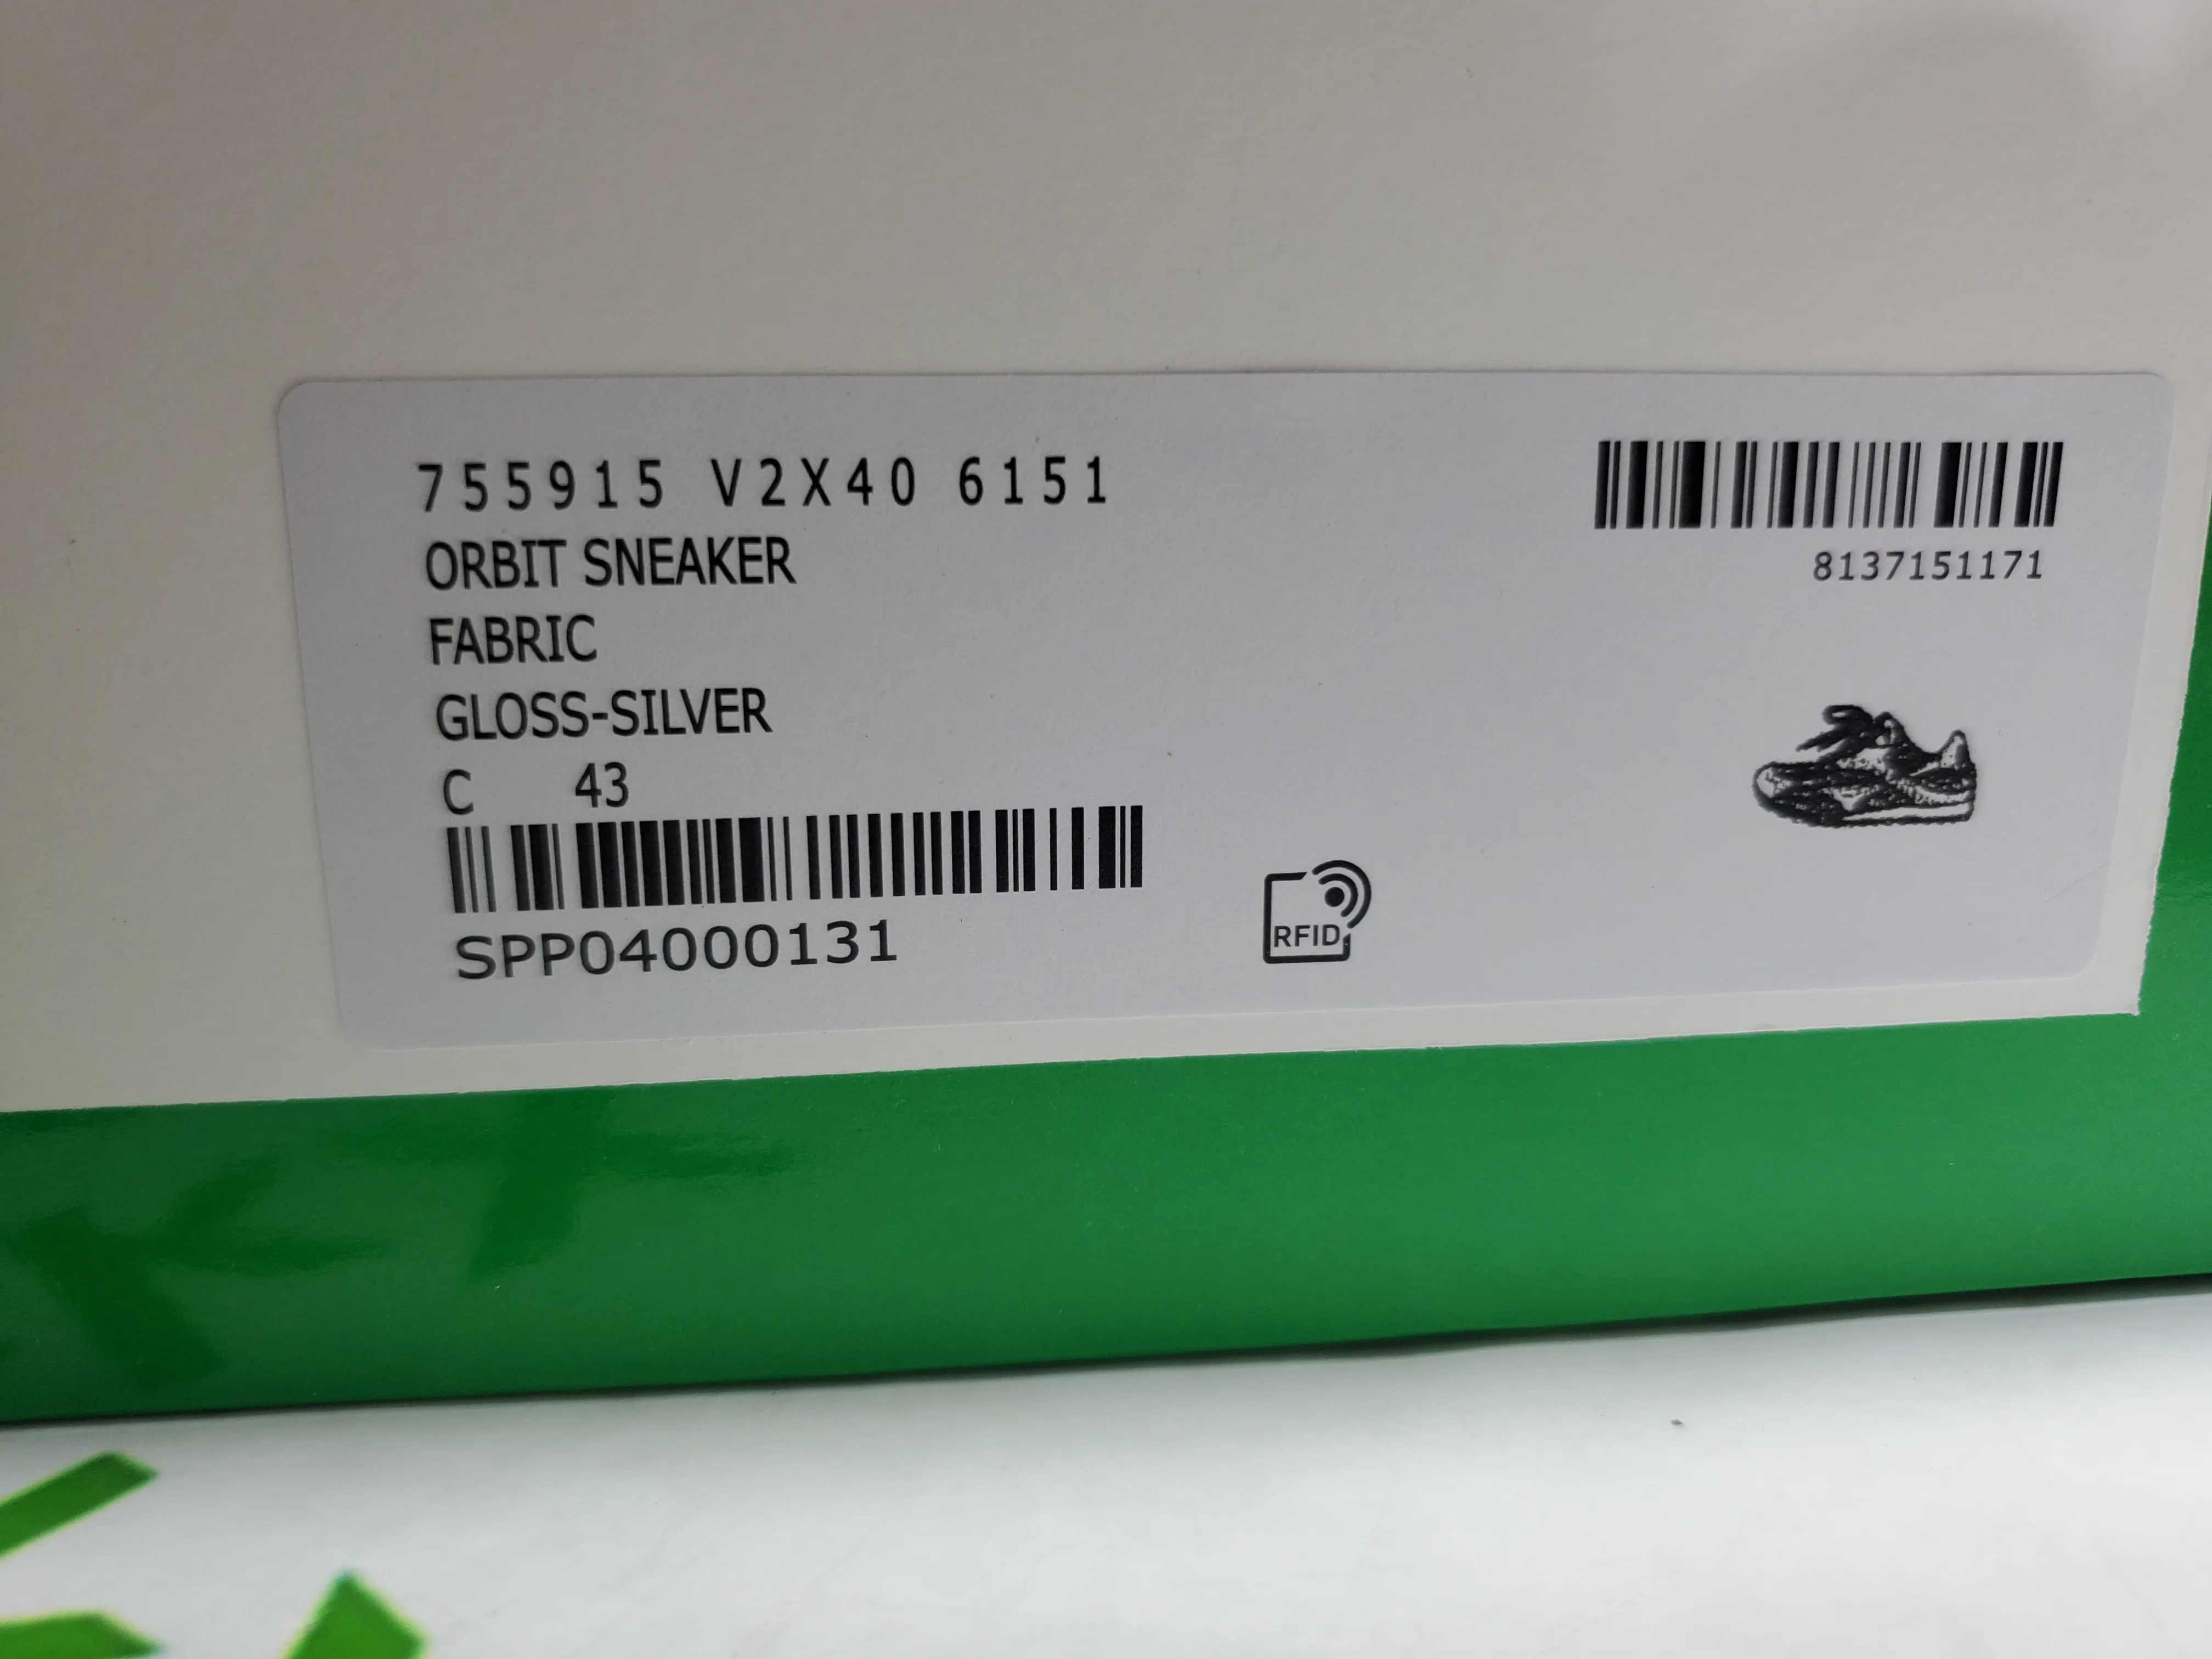 755915 V2X40 6151
ORBIT SNEAKER
FABRIC
GLOSS-SILVER
C 43
SPP04000131
8137151171
RFID